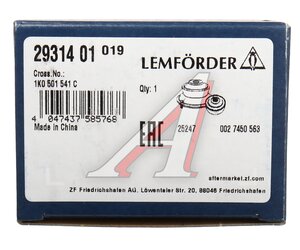 29314 01 019
LEMFÖRDER
Cross.No.:
1K0 501 541 C
Qty: 1
4 047437 585768
Made in China
EAC
25247
002 7450 563
aftermarket.zf.com
ZF Friedrichshafen AG, Löwentaler Str. 20, 88046 Friedrichshafen